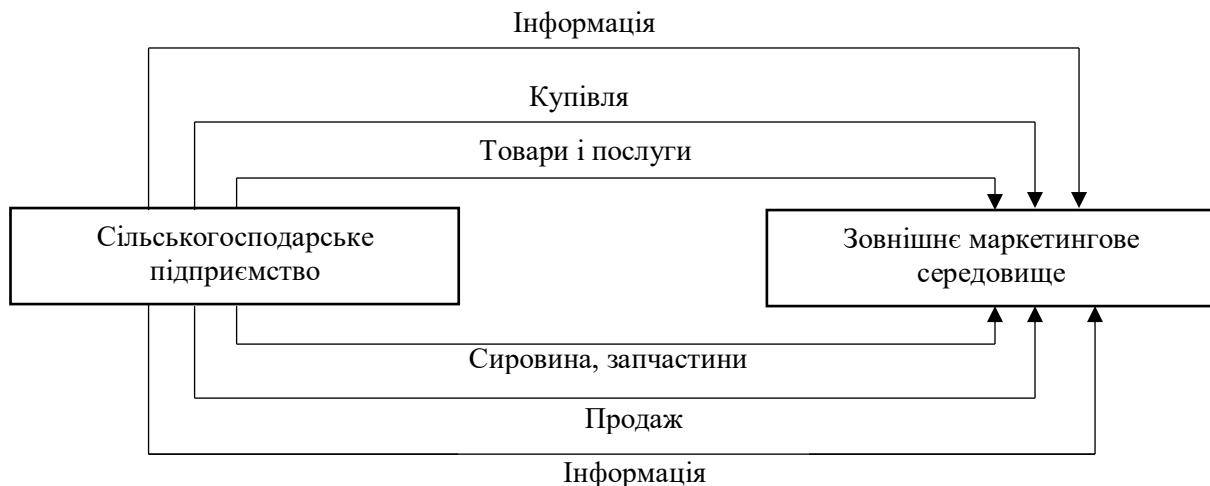 Інформація
Купівля
Товари і послуги
Сільськогосподарське
підприємство
Зовнішнє маркетингове
середовище
Сировина, запчастини
Продаж
Інформація